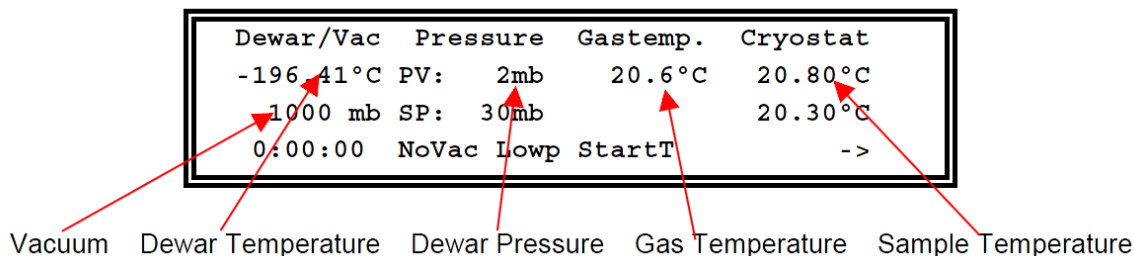 Dewar/Vac Pressure Gastemp. Cryostat
-196.41°C PV: 2mb 20.6°C 20.80°C
1000 mb SP: 30mb 20.30°C
0:00:00 NoVac Lowp StartT ->
Vacuum Dewar Temperature Dewar Pressure Gas Temperature Sample Temperature